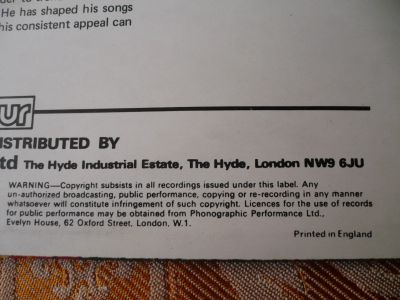 He has shaped his songs
his consistent appeal can
ur
ISTRIBUTED BY
td The Hyde Industrial Estate, The Hyde, London NW9 6JU
WARNING—Copyright subsists in all recordings issued under this label. Any
un-authorized broadcasting, public performance, copying or re-recording in any manner
whatsoever will constitute infringement of such copyright. Licences for the use of records
for public performance may be obtained from Phonographic Performance Ltd.,
Evelyn House, 62 Oxford Street, London, W.1.
Printed in England